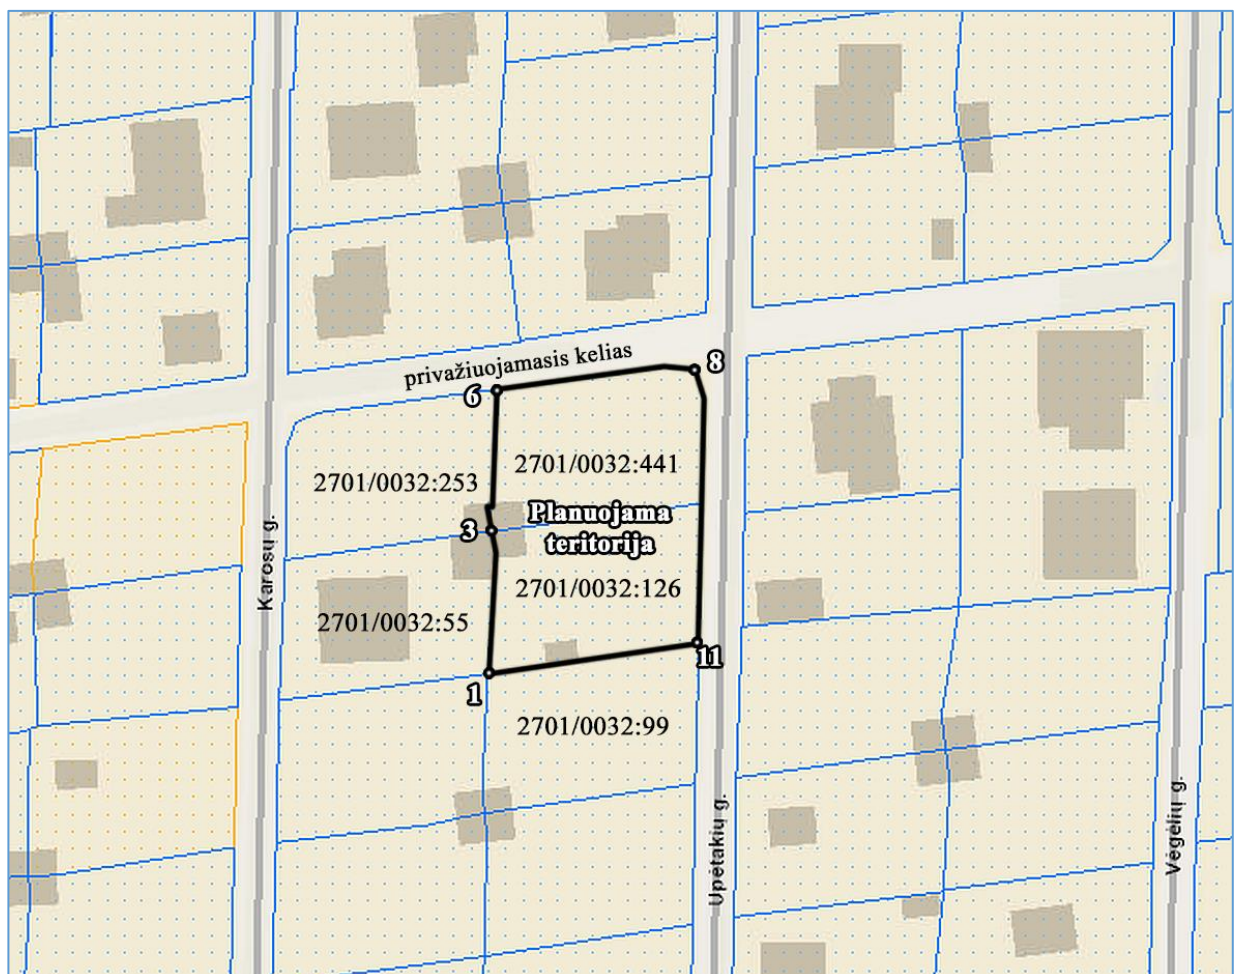 privažiuojamasis kelias
8
6
2701/0032:441
2701/0032:253
Planuojama
teritorija
3
2701/0032:126
2701/0032:55
11
1
2701/0032:99
Karosų g.
Upėtakių g.
Vėgėlių g.